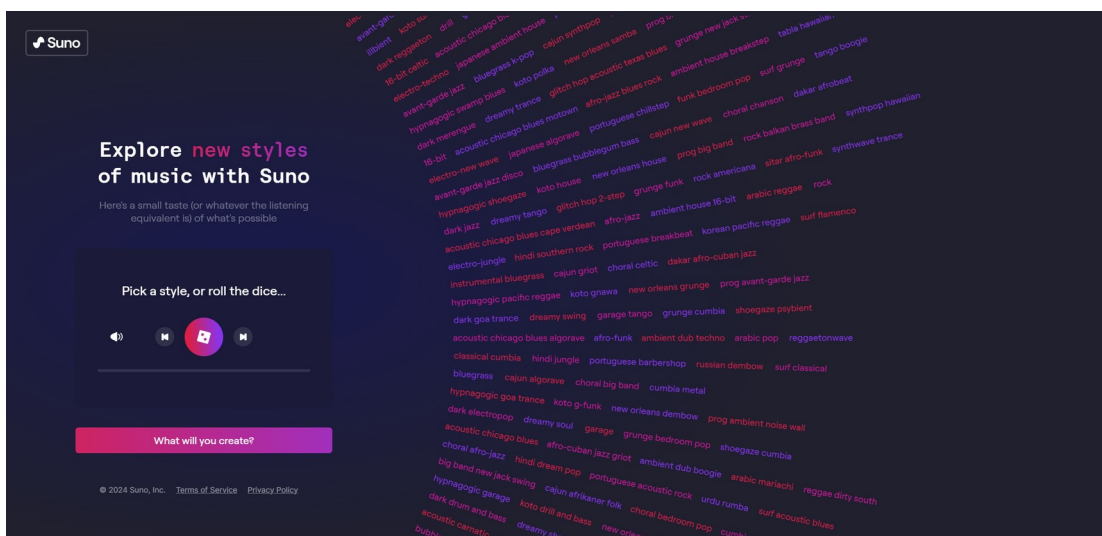 Suno
Explore new styles
of music with Suno
Here's a small taste (or whatever the listening
equivalent is) of what's possible
Pick a style, or roll the dice...
What will you create?
© 2024 Suno, Inc. Terms of Service Privacy Policy
illbient koto
dark reggaeton drill
16-bit celtic acoustic chicago
electro-techno japanese ambient house prog
avant-garde jazz bluegrass k-pop cajun synthpop
hypnagogic swamp blues koto polka new orleans samba grunge new jack
dark merengue dreamy trance glitch hop acoustic texas blues ambient house breakstep tabla hawaiian
16-bit acoustic chicago blues motown afro-jazz blues rock surf grunge tango boogie
electro-new wave japanese algorave portuguese chillstep funk bedroom pop dakar afrobeat
avant-garde jazz disco bluegrass bubblegum bass cajun new wave choral chanson synthpop hawaiian
hypnagogic shoegaze koto house new orleans house prog big band rock balkan brass band
dark jazz dreamy tango glitch hop 2-step grunge funk rock americana sitar afro-funk synthwave trance
acoustic chicago blues cape verdean afro-jazz ambient house 16-bit arabic reggae rock
electro-jungle hindi southern rock portuguese breakbeat korean pacific reggae surf flamenco
instrumental bluegrass cajun griot choral celtic dakar afro-cuban jazz
hypnagogic pacific reggae koto gnawa new orleans grunge prog avant-garde jazz
dark goa trance dreamy swing garage tango grunge cumbia shoegaze psybient
acoustic chicago blues algorave afro-funk ambient dub techno arabic pop reggaetonwave
classical cumbia hindi jungle portuguese barbershop russian dembow surf classical
bluegrass cajun algorave choral big band cumbia metal
hypnagogic goa trance koto g-funk new orleans dembow prog ambient noise wall
dark electropop dreamy soul garage grunge bedroom pop shoegaze cumbia
acoustic chicago blues afro-cuban jazz griot ambient dub boogie arabic mariachi reggae dirty south
choral afro-jazz hindi dream pop portuguese acoustic rock urdu rumba surf acoustic blues
big band new jack swing cajun afrikaner folk choral bedroom pop
hypnagogic garage koto drill and bass new
dark drum and bass dreamy
acoustic carnatic